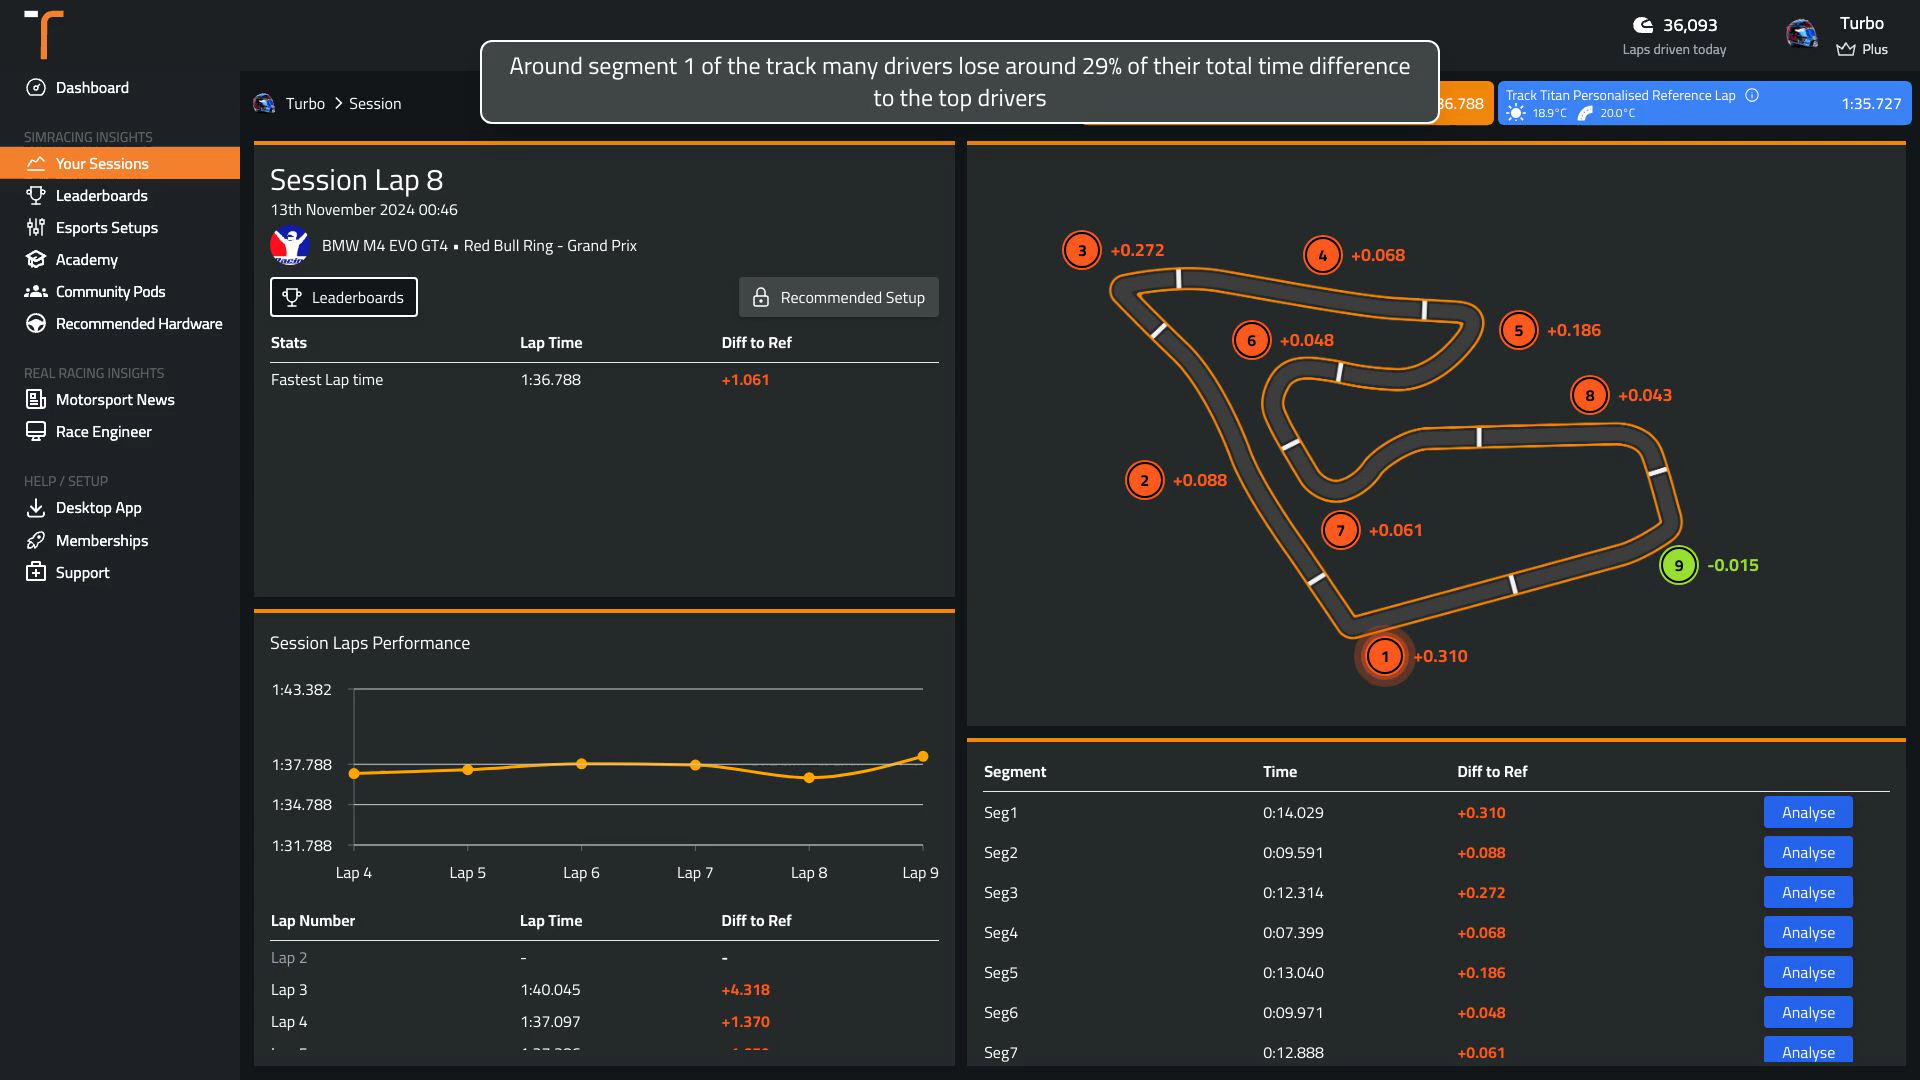 36,093
Laps driven today
Turbo
Plus
Around segment 1 of the track many drivers lose around 29% of their total time difference
to the top drivers
Dashboard
SIMRACING INSIGHTS
Your Sessions
Leaderboards
Esports Setups
Academy
Community Pods
Recommended Hardware
REAL RACING INSIGHTS
Motorsport News
Race Engineer
HELP / SETUP
Desktop App
Memberships
Support
Turbo > Session
36.788
Track Titan Personalised Reference Lap
18.9°C 20.0°C
1:35.727
Session Lap 8
13th November 2024 00:46
BMW M4 EVO GT4 • Red Bull Ring - Grand Prix
Leaderboards
Recommended Setup
Stats Lap Time Diff to Ref
Fastest Lap time 1:36.788 +1.061
3 +0.272
4 +0.068
5 +0.186
6 +0.048
8 +0.043
2 +0.088
7 +0.061
9 -0.015
1 +0.310
Session Laps Performance
1:43.382
1:37.788
1:34.788
1:31.788
Lap 4 Lap 5 Lap 6 Lap 7 Lap 8 Lap 9
Lap Number Lap Time Diff to Ref
Lap 2 - -
Lap 3 1:40.045 +4.318
Lap 4 1:37.097 +1.370
Segment Time Diff to Ref
Seg1 0:14.029 +0.310 Analyse
Seg2 0:09.591 +0.088 Analyse
Seg3 0:12.314 +0.272 Analyse
Seg4 0:07.399 +0.068 Analyse
Seg5 0:13.040 +0.186 Analyse
Seg6 0:09.971 +0.048 Analyse
Seg7 0:12.888 +0.061 Analyse